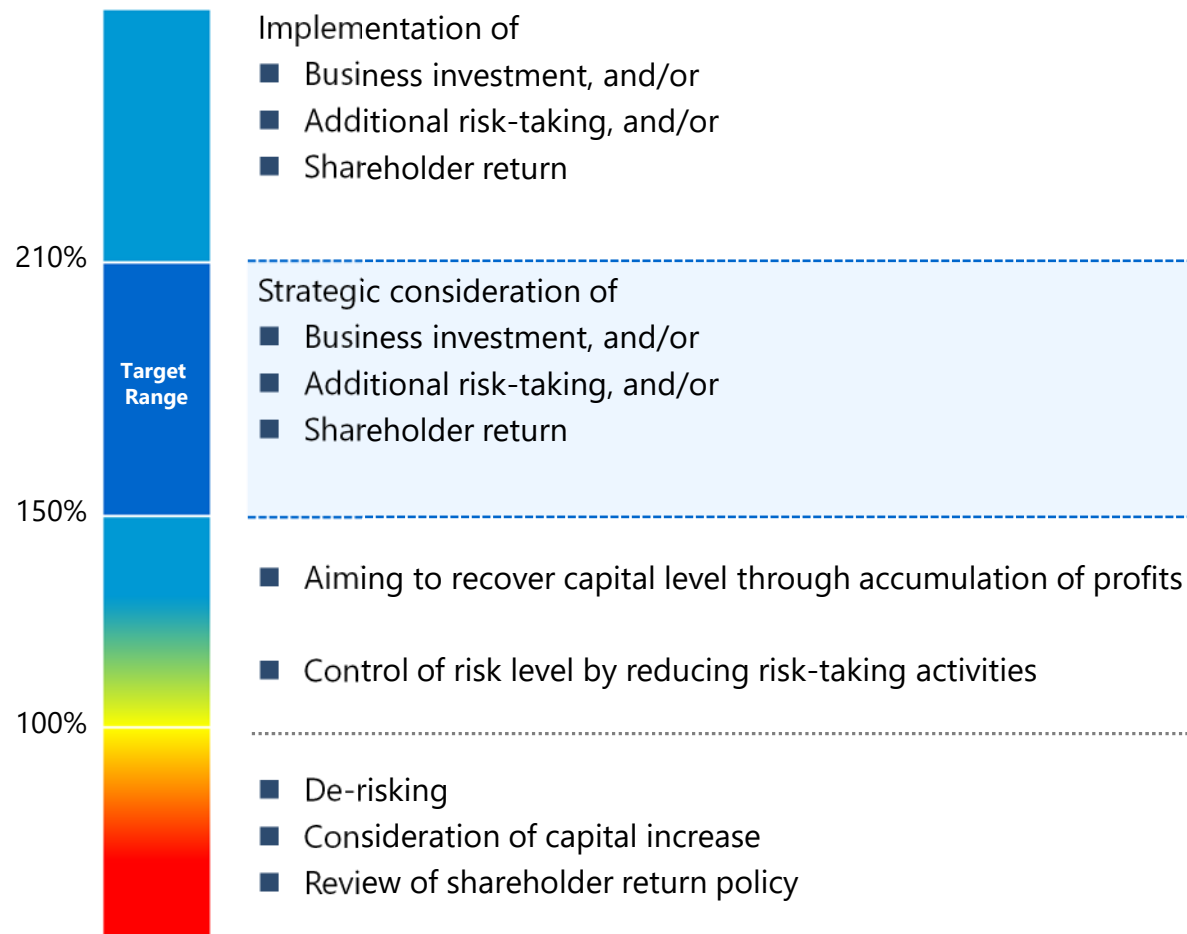 Implementation of
Business investment, and/or
Additional risk-taking, and/or
Shareholder return
210%
Strategic consideration of
Business investment, and/or
Additional risk-taking, and/or
Shareholder return
Target
Range
150%
Aiming to recover capital level through accumulation of profits
Control of risk level by reducing risk-taking activities
100%
De-risking
Consideration of capital increase
Review of shareholder return policy